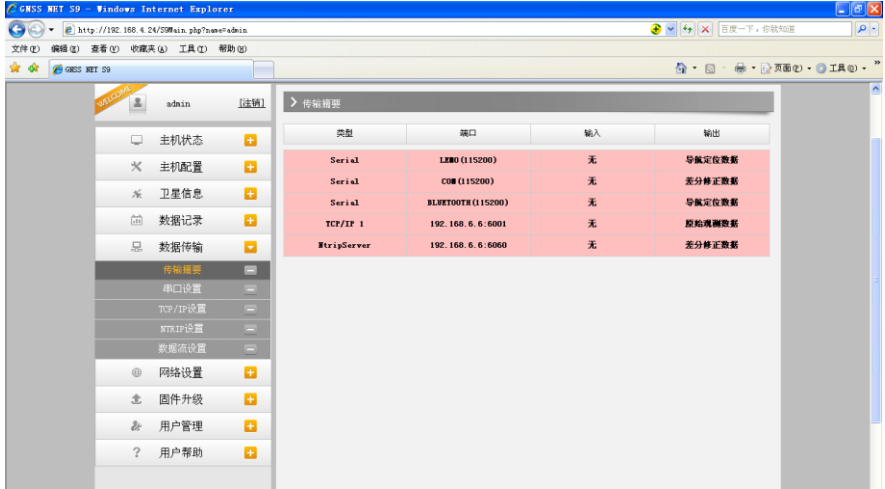 GNSS NET S9 - Windows Internet Explorer
http://192.168.4.24/S9Main.php?name=admin
百度一下，你就知道
文件(F) 编辑(E) 查看(V) 收藏夹(A) 工具(T) 帮助(H)
GNSS NET S9
页面(P) 工具(O)
WELCOME
admin [注销]
传输摘要
类型 端口 输入 输出
Serial LEMO(115200) 无 导航定位数据
Serial COM(115200) 无 差分修正数据
Serial BLUETOOTH(115200) 无 导航定位数据
TCP/IP 1 192.168.6.6:6001 无 原始观测数据
NtripServer 192.168.6.6:6060 无 差分修正数据
主机状态
主机配置
卫星信息
数据记录
数据传输
传输摘要
串口设置
TCP/IP设置
NTRIP设置
数据流设置
网络设置
固件升级
用户管理
用户帮助